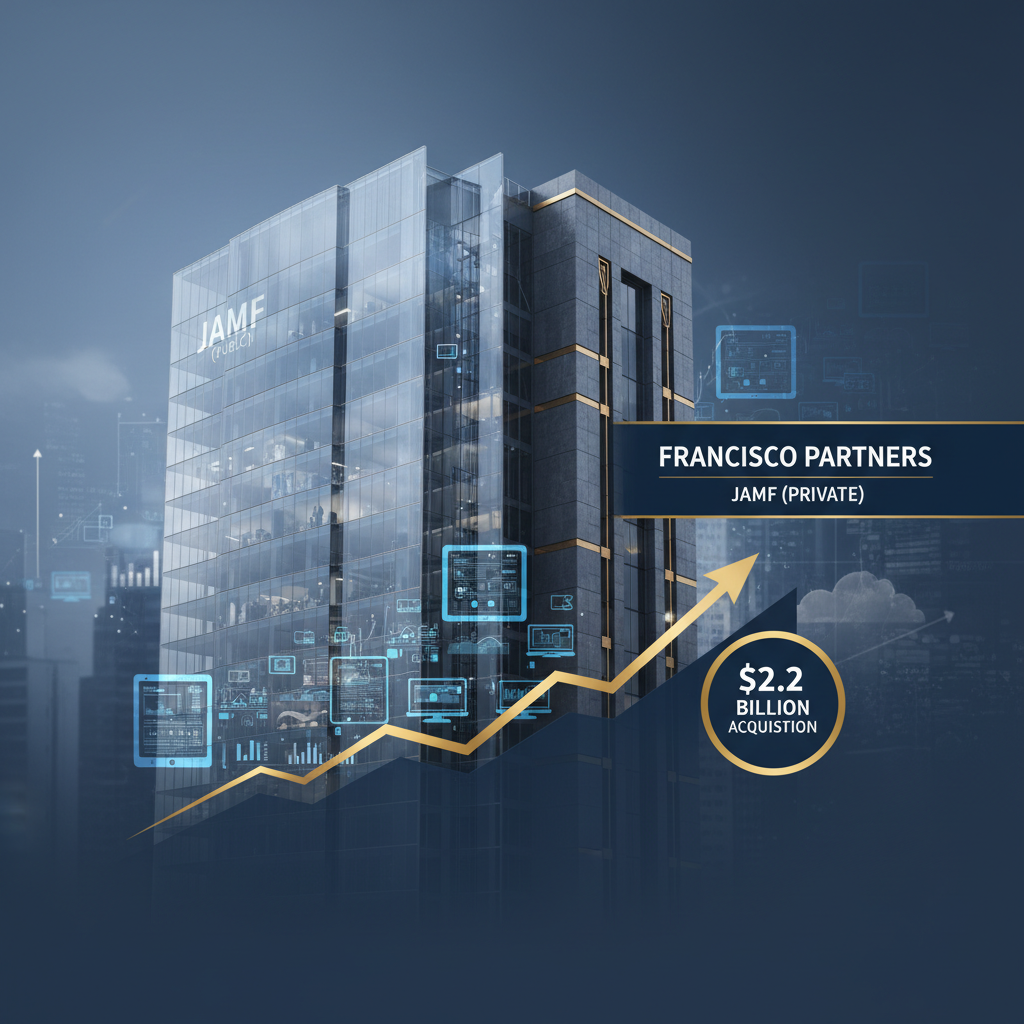 JAMF
FRANCISCO PARTNERS
JAMF (PRIVATE)
$2.2
BILLION
ACQUISTION